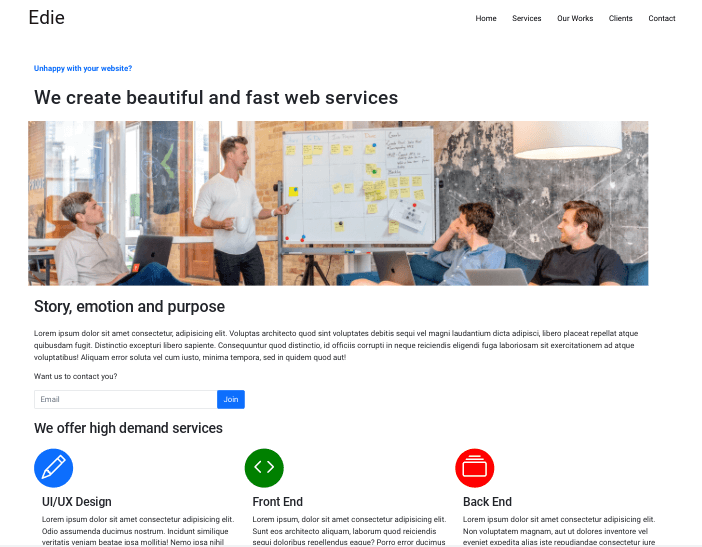 Edie
Home Services Our Works Clients Contact
Unhappy with your website?
We create beautiful and fast web services
Story, emotion and purpose
Lorem ipsum dolor sit amet consectetur, adipisicing elit. Voluptas architecto quod sint voluptates debitis sequi vel magni laudantium dicta adipisci, libero placeat repellat atque
quibusdam fugit. Distinctio excepturi libero sapiente. Consequuntur quod distinctio, id officiis corrupti in neque reiciendis eligendi fuga laboriosam sit exercitationem ad atque
voluptatibus! Aliquam error soluta vel cum iusto, minima tempora, sed in quidem quod aut!
Want us to contact you?
Email Join
We offer high demand services
UI/UX Design
Lorem ipsum dolor sit amet consectetur adipisicing elit.
Odio assumenda ducimus nostrum. Incidunt similique
veritatis veniam beatae ipsa mollitia! Nemo ipsa nihil
Front End
Lorem ipsum dolor sit amet consectetur adipisicing elit.
Sunt eos architecto aliquam, laborum quod reiciendis
sequi doloribus repellendus eaque? Porro error ducimus
Back End
Lorem ipsum dolor sit amet consectetur adipisicing elit.
Non voluptatem magnam, aut ut dolores inventore vel
eveniet expedita alias iste repudiandae consectetur iure